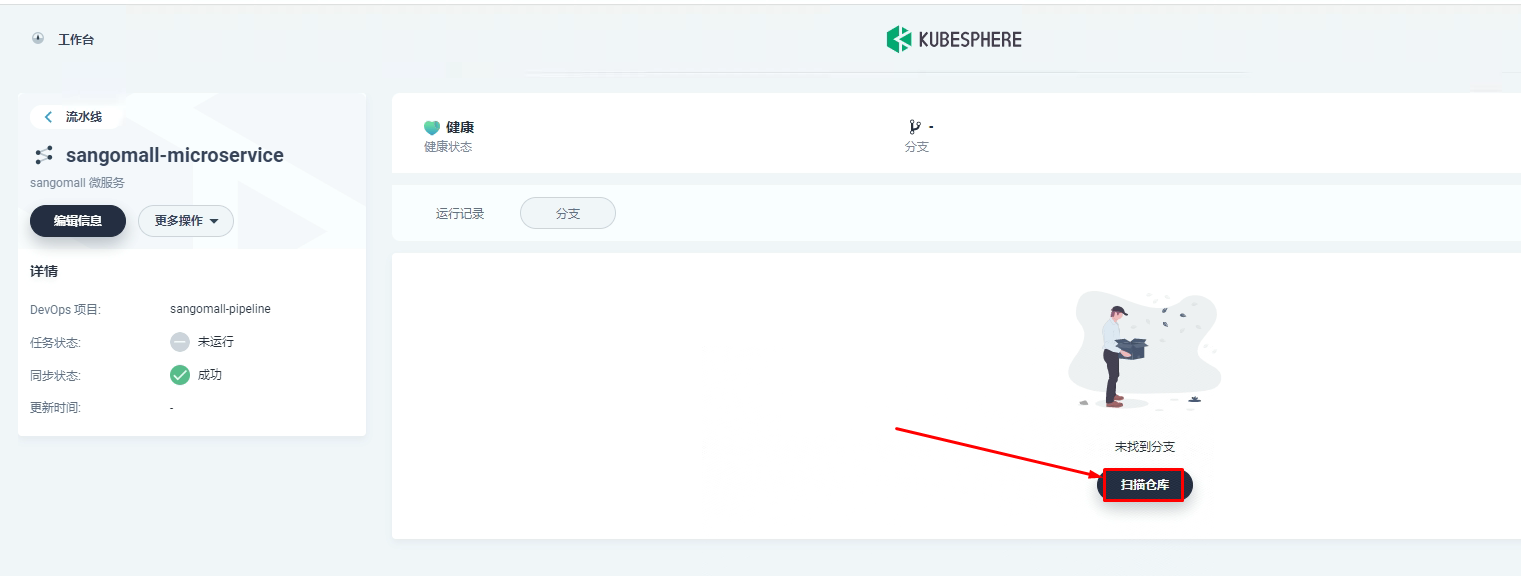 工作台
KUBESPHERE
流水线
sangomall-microservice
sangomall 微服务
编辑信息
更多操作
详情
DevOps 项目:
sangomall-pipeline
任务状态:
未运行
同步状态:
成功
更新时间:
-
健康
健康状态
-
分支
运行记录
分支
未找到分支
扫描仓库